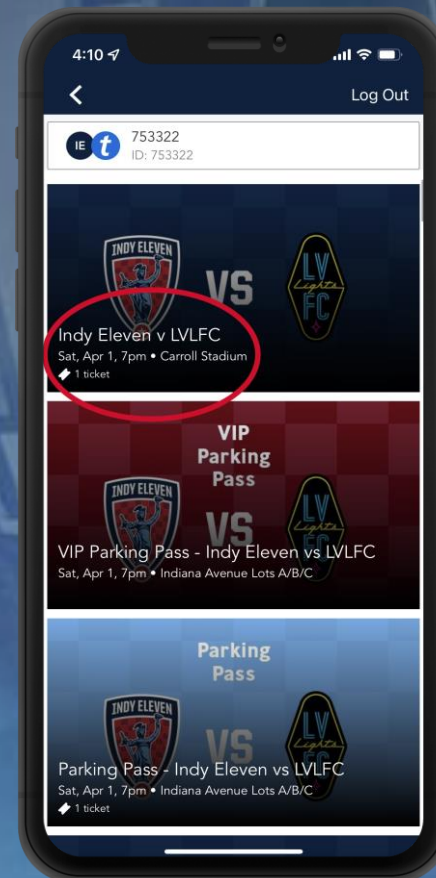 4:10
Log Out
IE t 753322
ID: 753322
INDY ELEVEN
VS
LV
Lights
FC
Indy Eleven v LVLFC
Sat, Apr 1, 7pm • Carroll Stadium
1 ticket
VIP
Parking
Pass
INDY ELEVEN
VS
LV
Lights
VIP Parking Pass - Indy Eleven vs LVLFC
Sat, Apr 1, 7pm • Indiana Avenue Lots A/B/C
Parking
Pass
INDY ELEVEN
VS
LV
Lights
Parking Pass - Indy Eleven vs LVLFC
Sat, Apr 1, 7pm • Indiana Avenue Lots A/B/C
1 ticket